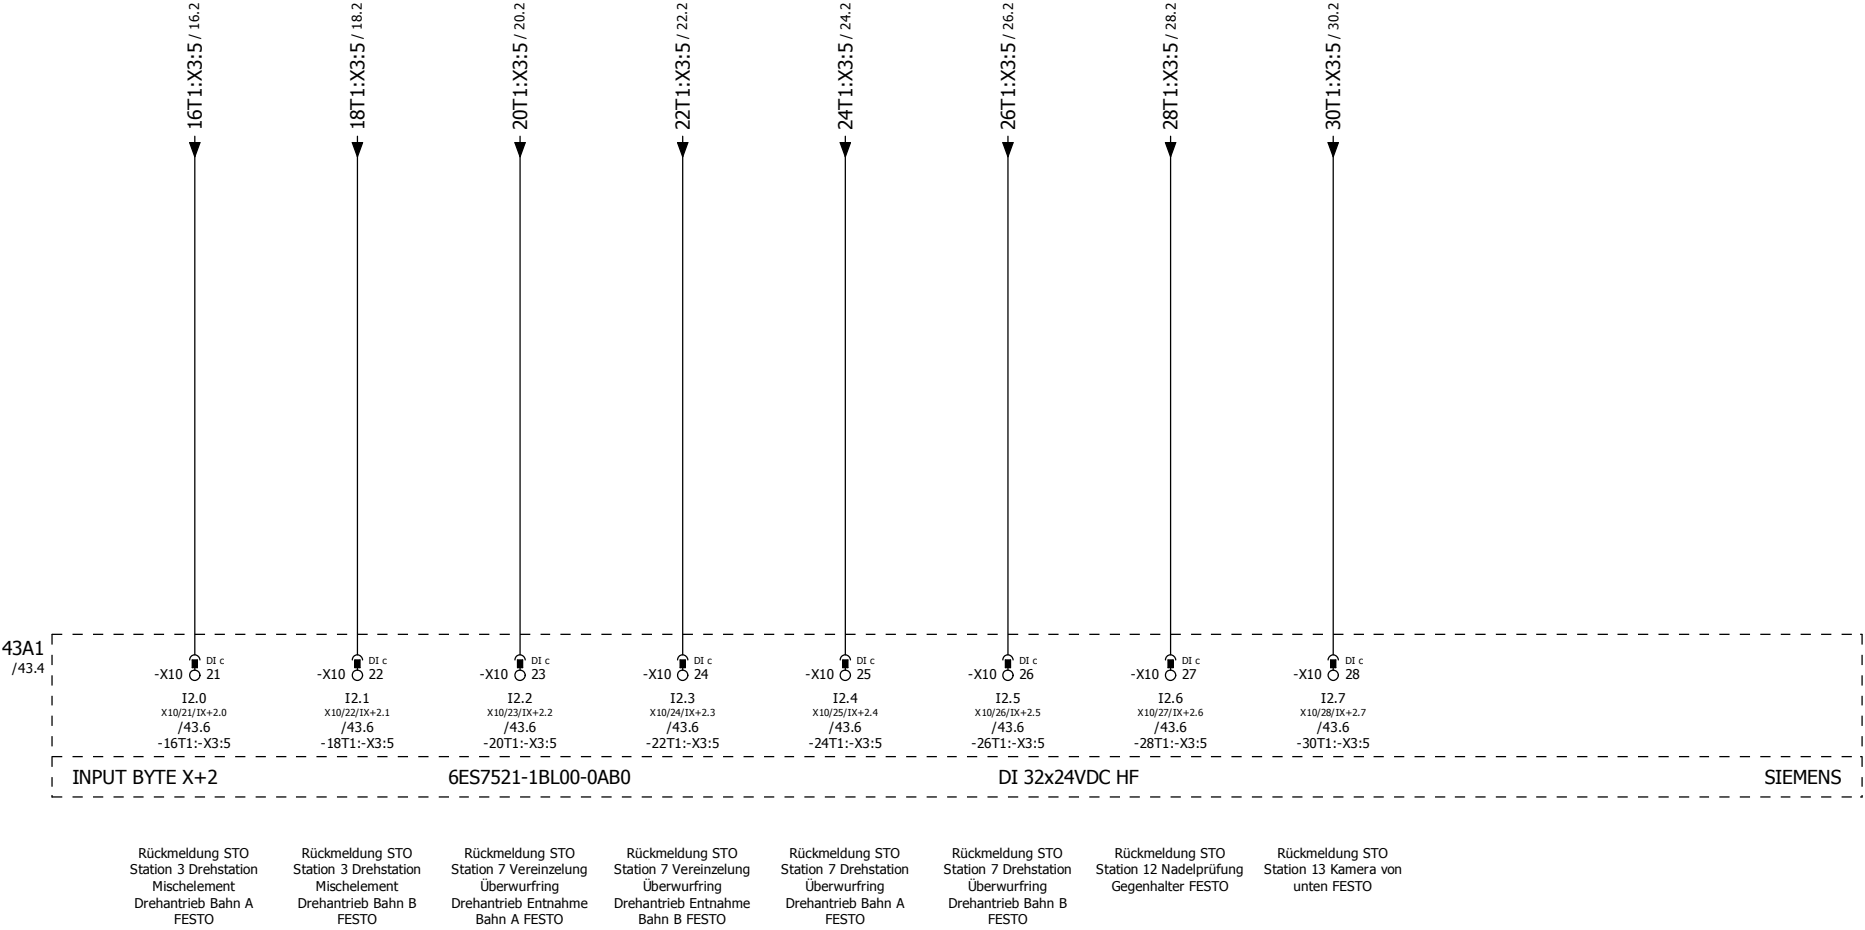 16T1:X3:5 / 16.2
18T1:X3:5 / 18.2
20T1:X3:5 / 20.2
22T1:X3:5 / 22.2
24T1:X3:5 / 24.2
26T1:X3:5 / 26.2
28T1:X3:5 / 28.2
30T1:X3:5 / 30.2
43A1
/43.4
DI c
-X10 21
I2.0
X10/21/IX+2.0
/43.6
-16T1:-X3:5
DI c
-X10 22
I2.1
X10/22/IX+2.1
/43.6
-18T1:-X3:5
DI c
-X10 23
I2.2
X10/23/IX+2.2
/43.6
-20T1:-X3:5
DI c
-X10 24
I2.3
X10/24/IX+2.3
/43.6
-22T1:-X3:5
DI c
-X10 25
I2.4
X10/25/IX+2.4
/43.6
-24T1:-X3:5
DI c
-X10 26
I2.5
X10/26/IX+2.5
/43.6
-26T1:-X3:5
DI c
-X10 27
I2.6
X10/27/IX+2.6
/43.6
-28T1:-X3:5
DI c
-X10 28
I2.7
X10/28/IX+2.7
/43.6
-30T1:-X3:5
INPUT BYTE X+2 6ES7521-1BL00-0AB0 DI 32x24VDC HF SIEMENS
Rückmeldung STO
Station 3 Drehstation
Mischelement
Drehantrieb Bahn A
FESTO
Rückmeldung STO
Station 3 Drehstation
Mischelement
Drehantrieb Bahn B
FESTO
Rückmeldung STO
Station 7 Vereinzelung
Überwurfring
Drehantrieb Entnahme
Bahn A FESTO
Rückmeldung STO
Station 7 Vereinzelung
Überwurfring
Drehantrieb Entnahme
Bahn B FESTO
Rückmeldung STO
Station 7 Drehstation
Überwurfring
Drehantrieb Bahn A
FESTO
Rückmeldung STO
Station 7 Drehstation
Überwurfring
Drehantrieb Bahn B
FESTO
Rückmeldung STO
Station 12 Nadelprüfung
Gegenhalter FESTO
Rückmeldung STO
Station 13 Kamera von
unten FESTO